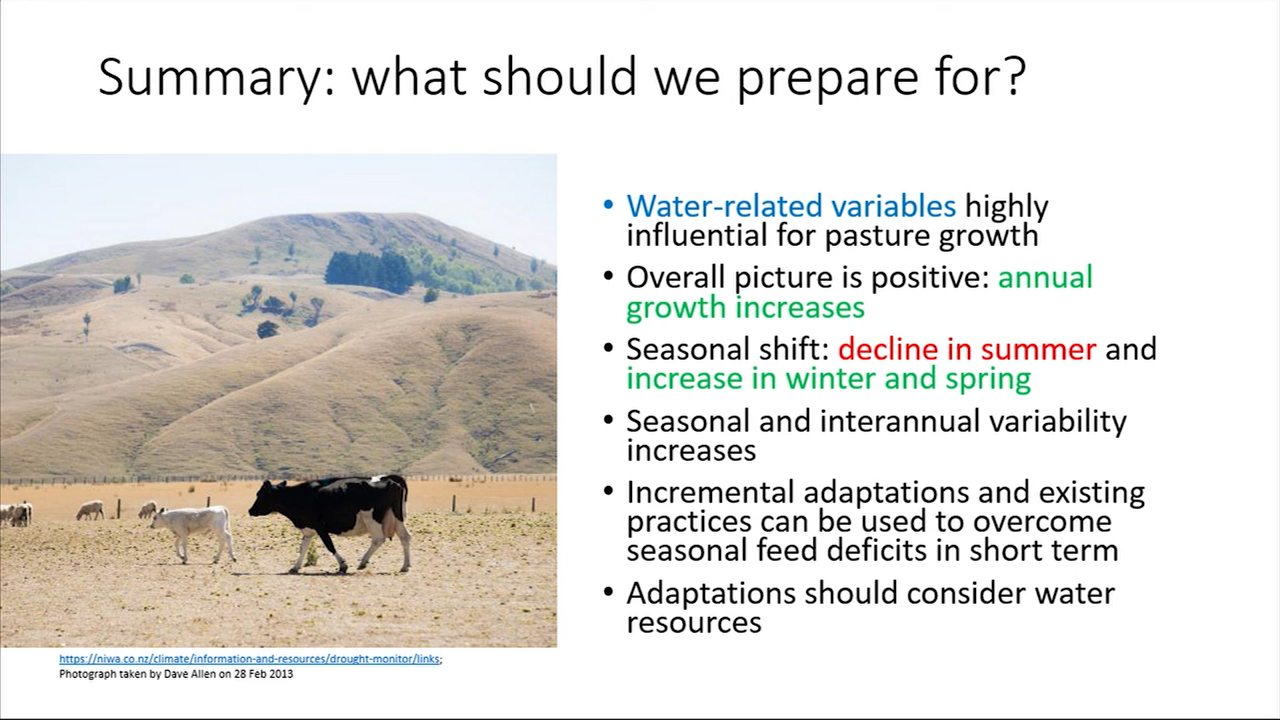 Summary: what should we prepare for?
• Water-related variables highly
influential for pasture growth
• Overall picture is positive: annual
growth increases
• Seasonal shift: decline in summer and
increase in winter and spring
• Seasonal and interannual variability
increases
• Incremental adaptations and existing
practices can be used to overcome
seasonal feed deficits in short term
• Adaptations should consider water
resources
https://niwa.co.nz/climate/information-and-resources/drought-monitor/links;
Photograph taken by Dave Allen on 28 Feb 2013